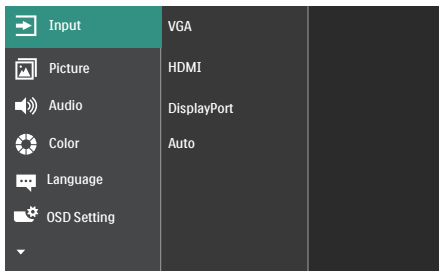 Input
Picture
Audio
Color
Language
OSD Setting
VGA
HDMI
DisplayPort
Auto